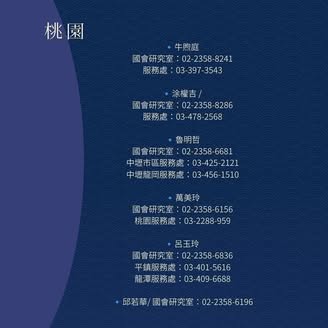 桃園
牛煦庭
國會研究室：02-2358-8241
服務處：03-397-3543
涂權吉 /
國會研究室：02-2358-8286
服務處：03-478-2568
魯明哲
國會研究室：02-2358-6681
中壢市區服務處：03-425-2121
中壢龍岡服務處：03-456-1510
萬美玲
國會研究室：02-2358-6156
桃園服務處：03-2288-959
呂玉玲
國會研究室：02-2358-6836
平鎮服務處：03-401-5616
龍潭服務處：03-409-6688
邱若華/ 國會研究室：02-2358-6196